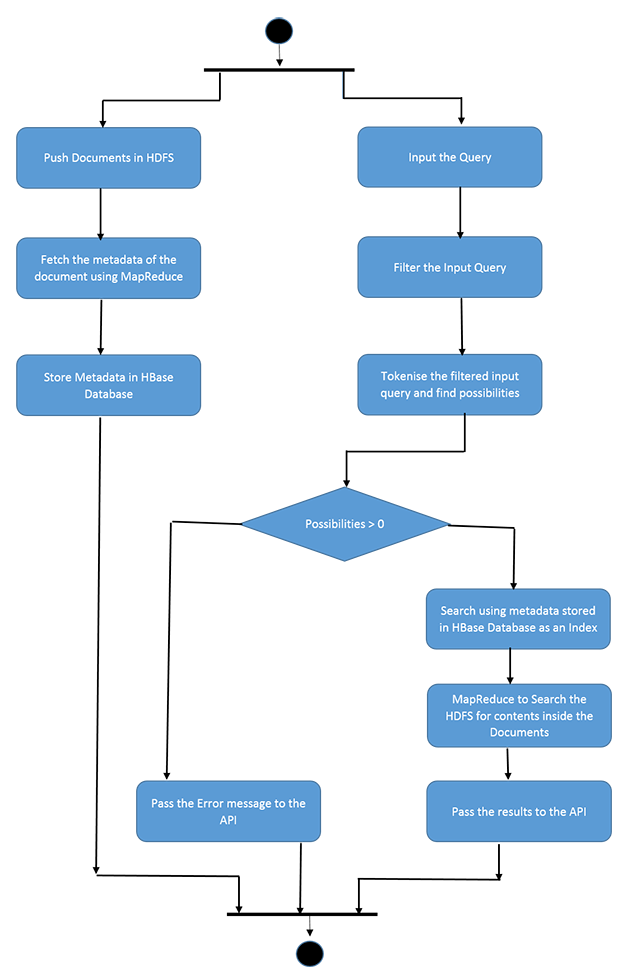 Push Documents in HDFS
Input the Query
Fetch the metadata of the
document using MapReduce
Filter the Input Query
Store Metadata in HBase
Database
Tokenise the filtered input
query and find possibilities
Possibilities > 0
Search using metadata stored
in HBase Database as an Index
MapReduce to Search the
HDFS for contents inside the
Documents
Pass the Error message to the
API
Pass the results to the API